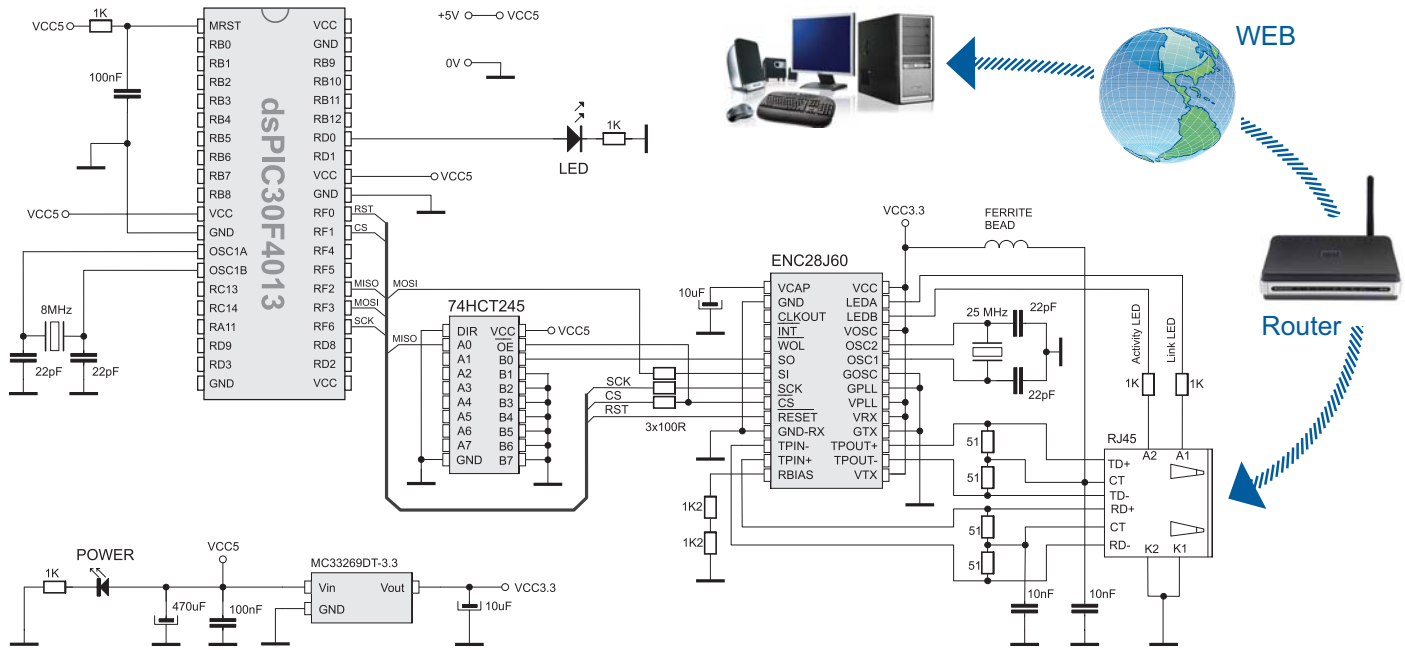 1K
VCC5
100nF
MRST
RB0
RB1
RB2
RB3
RB4
RB5
RB6
RB7
RB8
VCC
GND
OSC1A
OSC1B
RC13
RC14
RA11
RD9
RD3
GND
dsPIC30F4013
VCC
GND
RB9
RB10
RB11
RB12
RD0
RD1
VCC
GND
RF0
RF1
RF4
RF5
RF2
RF3
RF6
RD8
RD2
VCC
VCC5
8MHz
22pF
22pF
+5V
VCC5
0V
1K
LED
VCC5
RST
CS
MISO
MOSI
SCK
MOSI
MISO
74HCT245
DIR
A0
A1
A2
A3
A4
A5
A6
A7
GND
VCC
OE
B0
B1
B2
B3
B4
B5
B6
B7
VCC5
SCK
CS
RST
3x100R
VCC3.3
FERRITE
BEAD
ENC28J60
10uF
VCAP
GND
CLKOUT
INT
WOL
SO
SI
SCK
CS
RESET
GND-RX
TPIN-
TPIN+
RBIAS
VCC
LEDA
LEDB
VOSC
OSC2
OSC1
GOSC
GPLL
VPLL
VRX
GTX
TPOUT+
TPOUT-
VTX
25 MHz
22pF
22pF
Activity LED
Link LED
1K
1K
1K2
1K2
51
51
51
51
RJ45
A2
A1
TD+
CT
TD-
RD+
CT
RD-
K2
K1
10nF
10nF
WEB
Router
POWER
1K
VCC5
470uF
100nF
MC33269DT-3.3
Vin
Vout
GND
VCC3.3
10uF